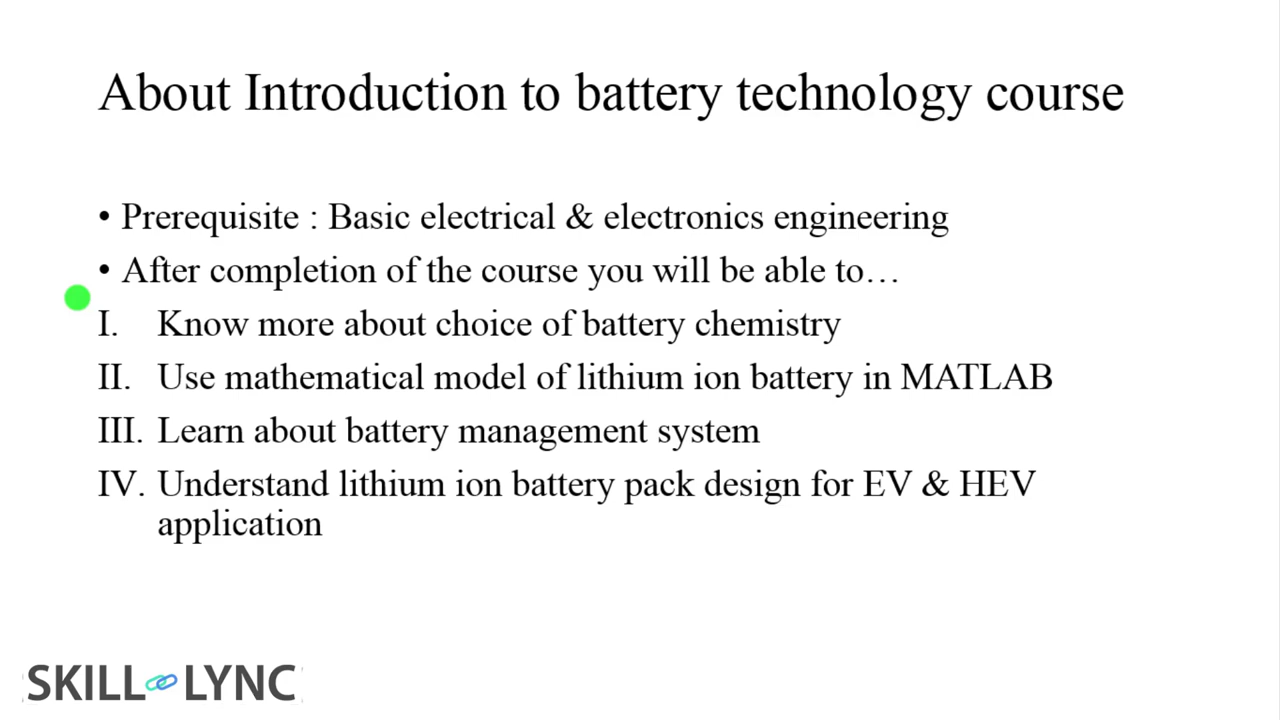 About Introduction to battery technology course
• Prerequisite : Basic electrical & electronics engineering
• After completion of the course you will be able to…
I. Know more about choice of battery chemistry
II. Use mathematical model of lithium ion battery in MATLAB
III. Learn about battery management system
IV. Understand lithium ion battery pack design for EV & HEV
application
SKILL LYNC